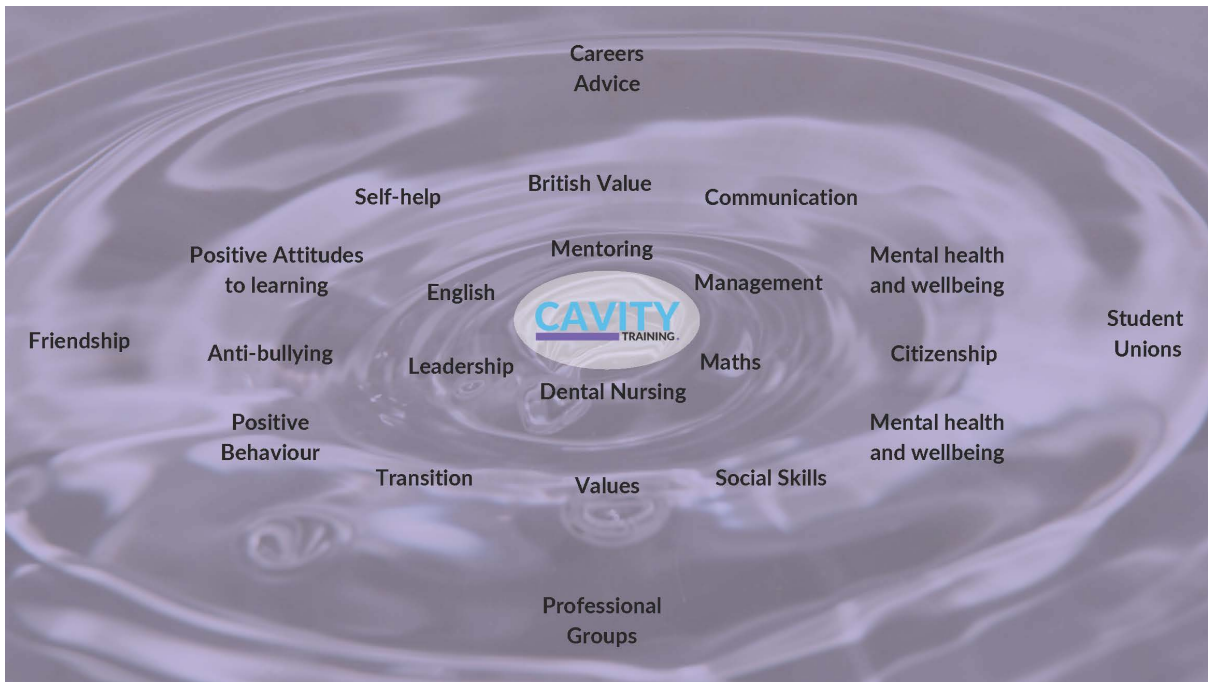 Careers
Advice
British Value
Self-help
Communication
Mentoring
Positive Attitudes
to learning
Mental health
and wellbeing
Management
English
CAVITY
TRAINING
Student
Unions
Friendship
Anti-bullying
Citizenship
Leadership
Maths
Dental Nursing
Positive
Behaviour
Mental health
and wellbeing
Transition
Values
Social Skills
Professional
Groups